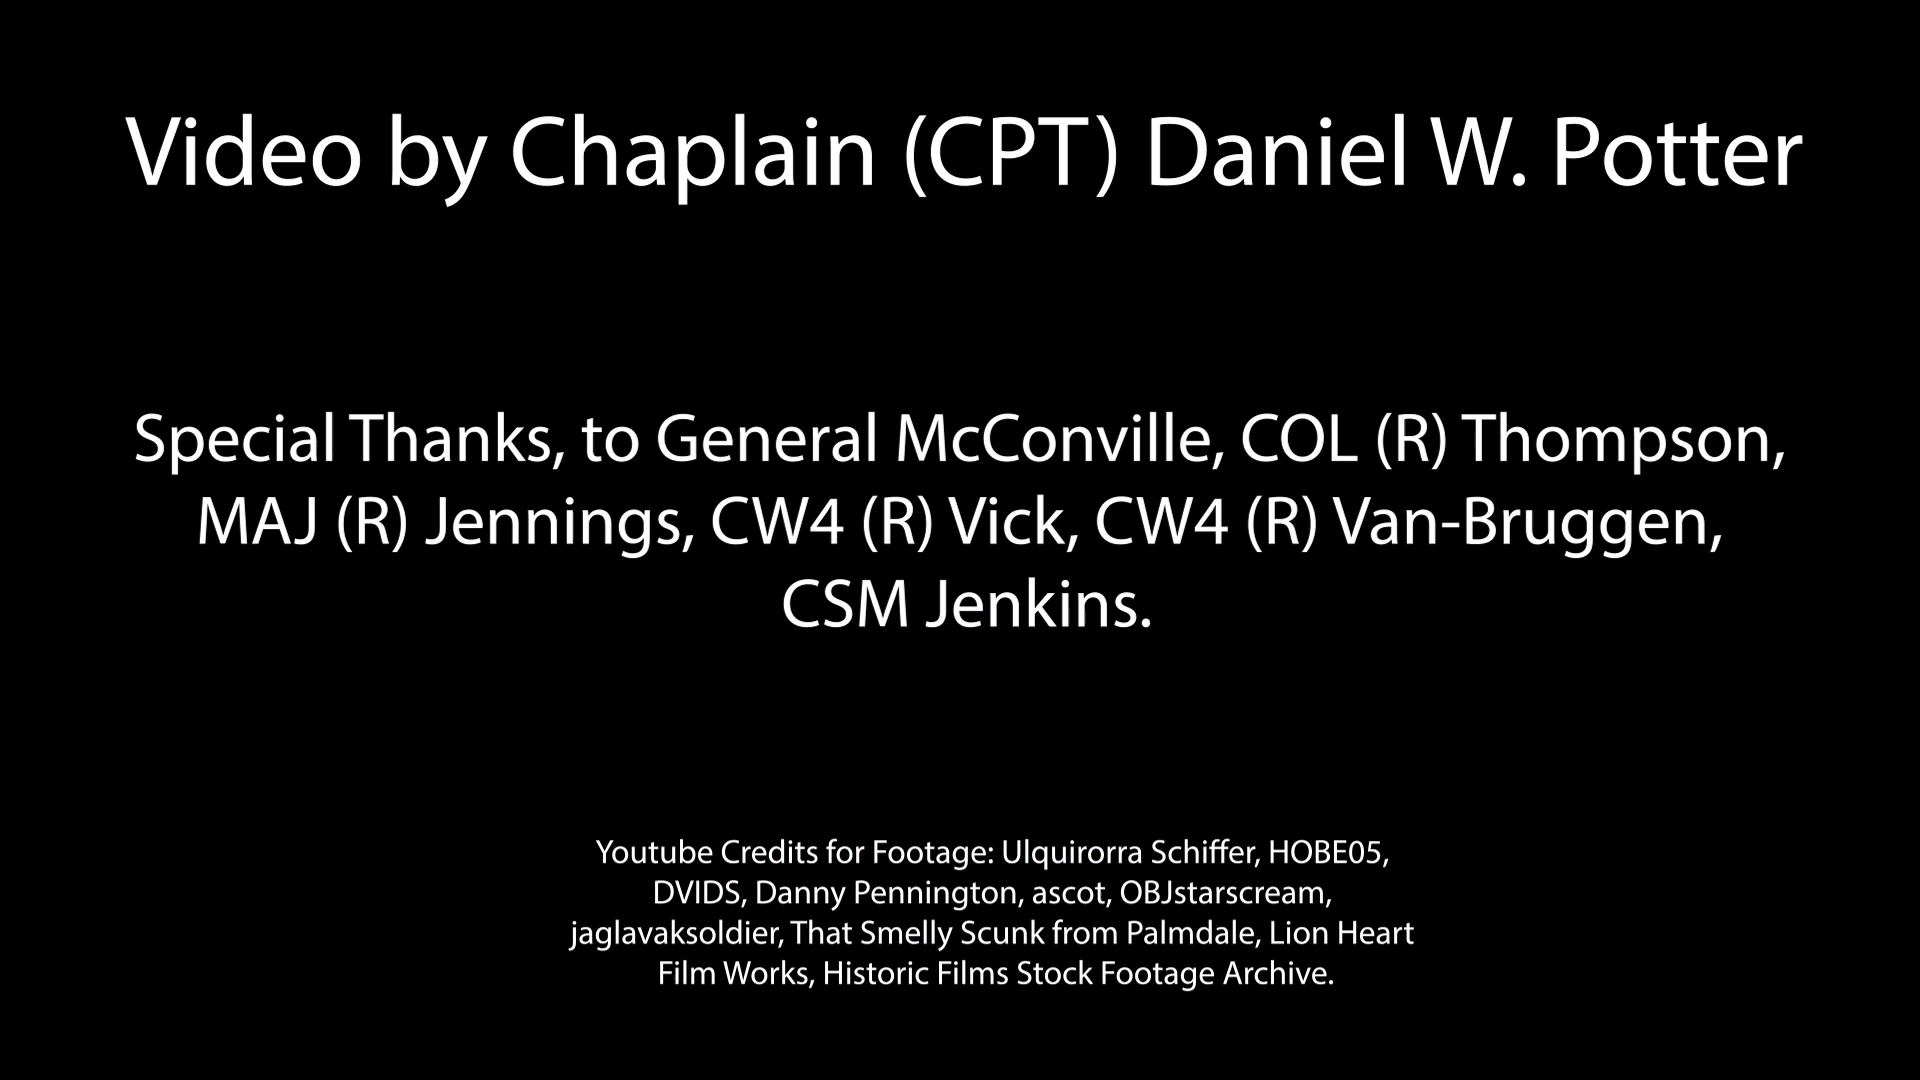 Video by Chaplain (CPT) Daniel W. Potter
Special Thanks, to General McConville, COL (R) Thompson,
MAJ (R) Jennings, CW4 (R) Vick, CW4 (R) Van-Bruggen,
CSM Jenkins.
Youtube Credits for Footage: Ulquirorra Schiffer, HOBE05,
DVIDS, Danny Pennington, ascot, OBJstarscream,
jaglavaksoldier, That Smelly Scunk from Palmdale, Lion Heart
Film Works, Historic Films Stock Footage Archive.